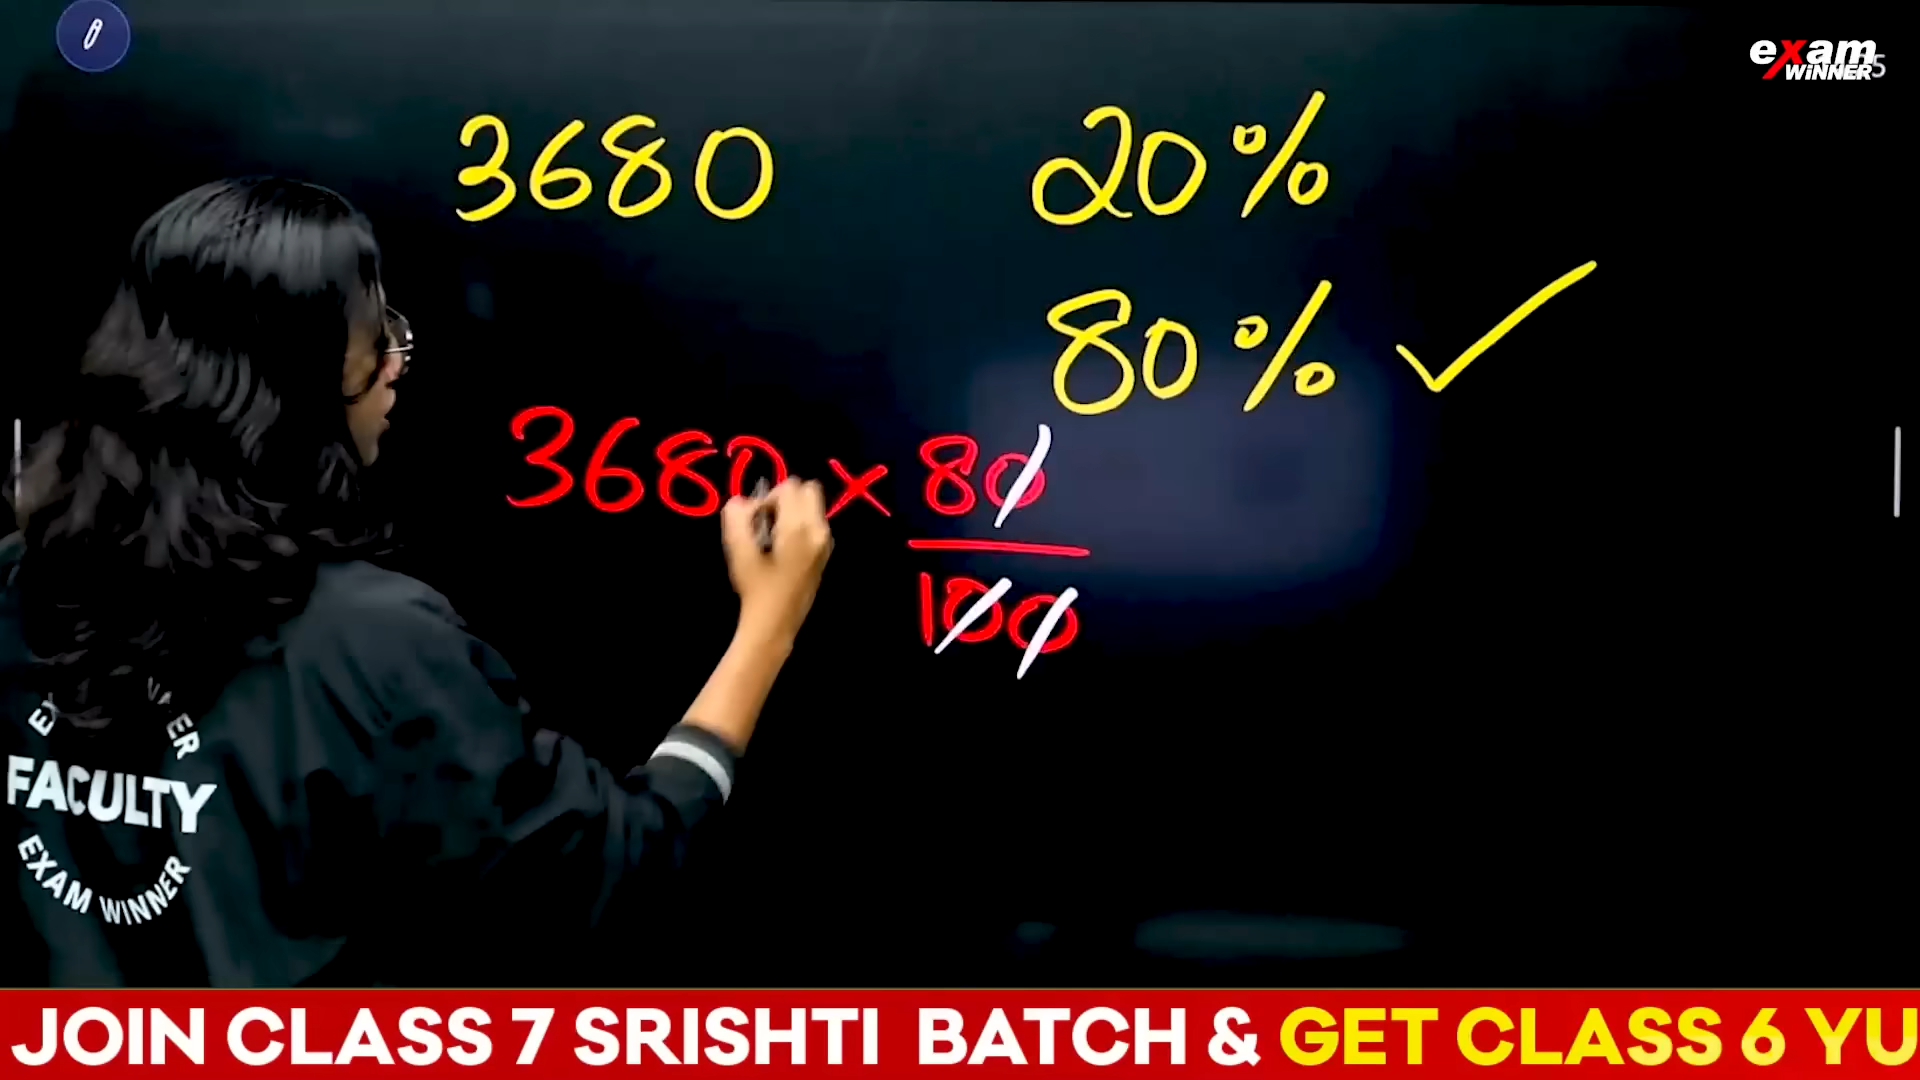 exam
WINNER
3680 20%
80% ✓
3680 × 80
100
FACULTY
EXAM WINNER
JOIN CLASS 7 SRISHTI BATCH & GET CLASS 6 YU